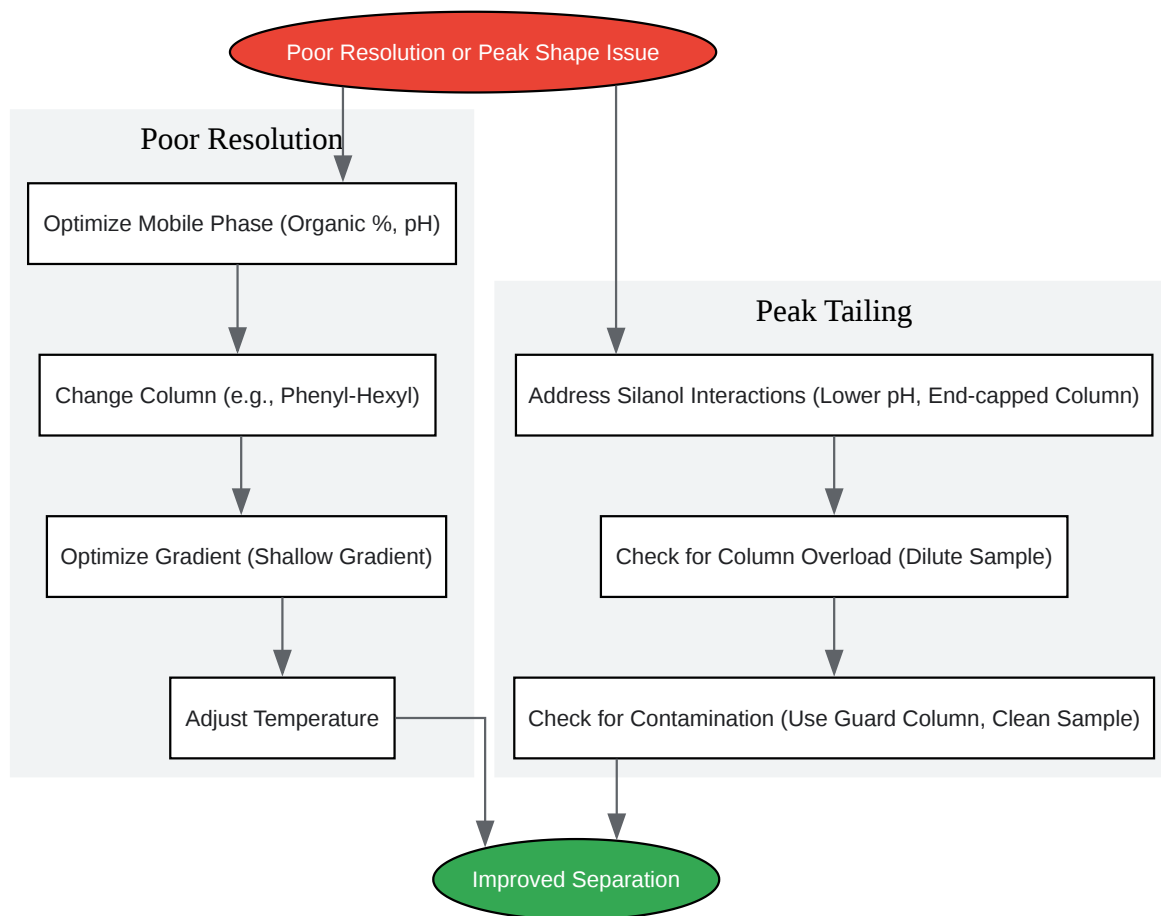 Poor Resolution or Peak Shape Issue
Poor Resolution
Optimize Mobile Phase (Organic %, pH)
Change Column (e.g., Phenyl-Hexyl)
Optimize Gradient (Shallow Gradient)
Adjust Temperature
Peak Tailing
Address Silanol Interactions (Lower pH, End-capped Column)
Check for Column Overload (Dilute Sample)
Check for Contamination (Use Guard Column, Clean Sample)
Improved Separation